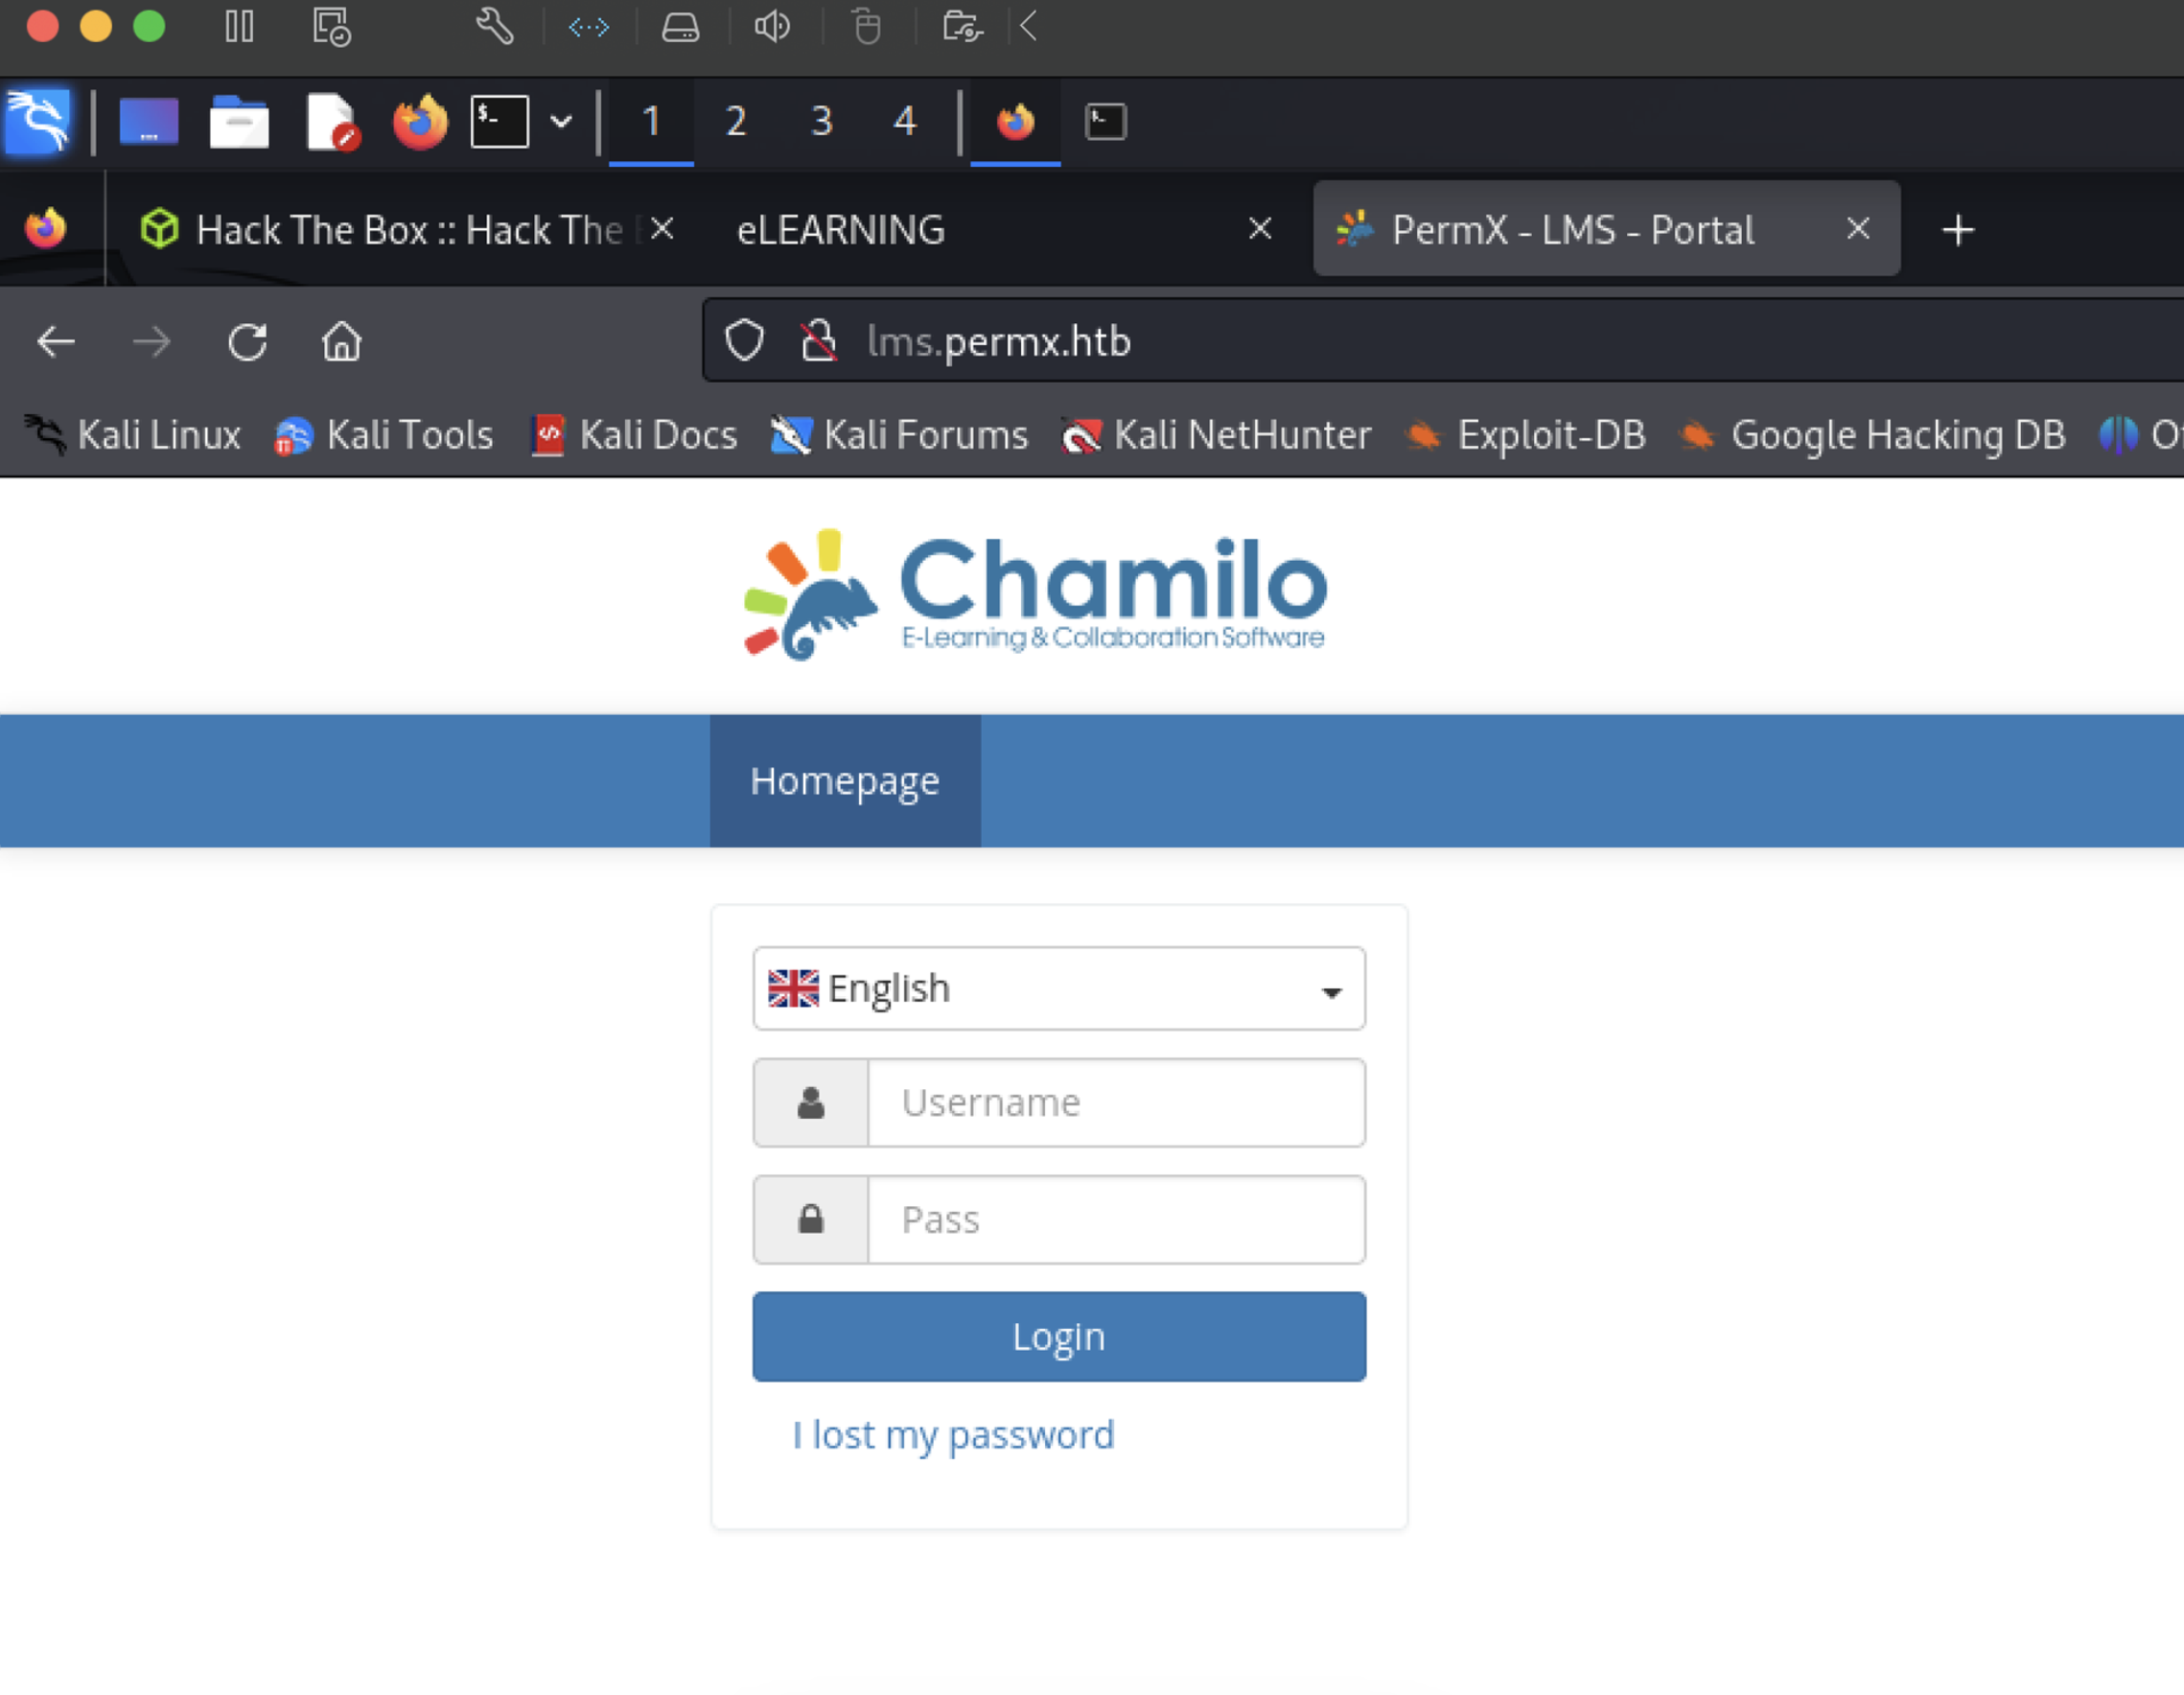 1 2 3 4
Hack The Box :: Hack The eLEARNING PermX - LMS - Portal
lms.permx.htb
Kali Linux Kali Tools Kali Docs Kali Forums Kali NetHunter Exploit-DB Google Hacking DB
Chamilo
E-Learning & Collaboration Software
Homepage
English
Username
Pass
Login
I lost my password